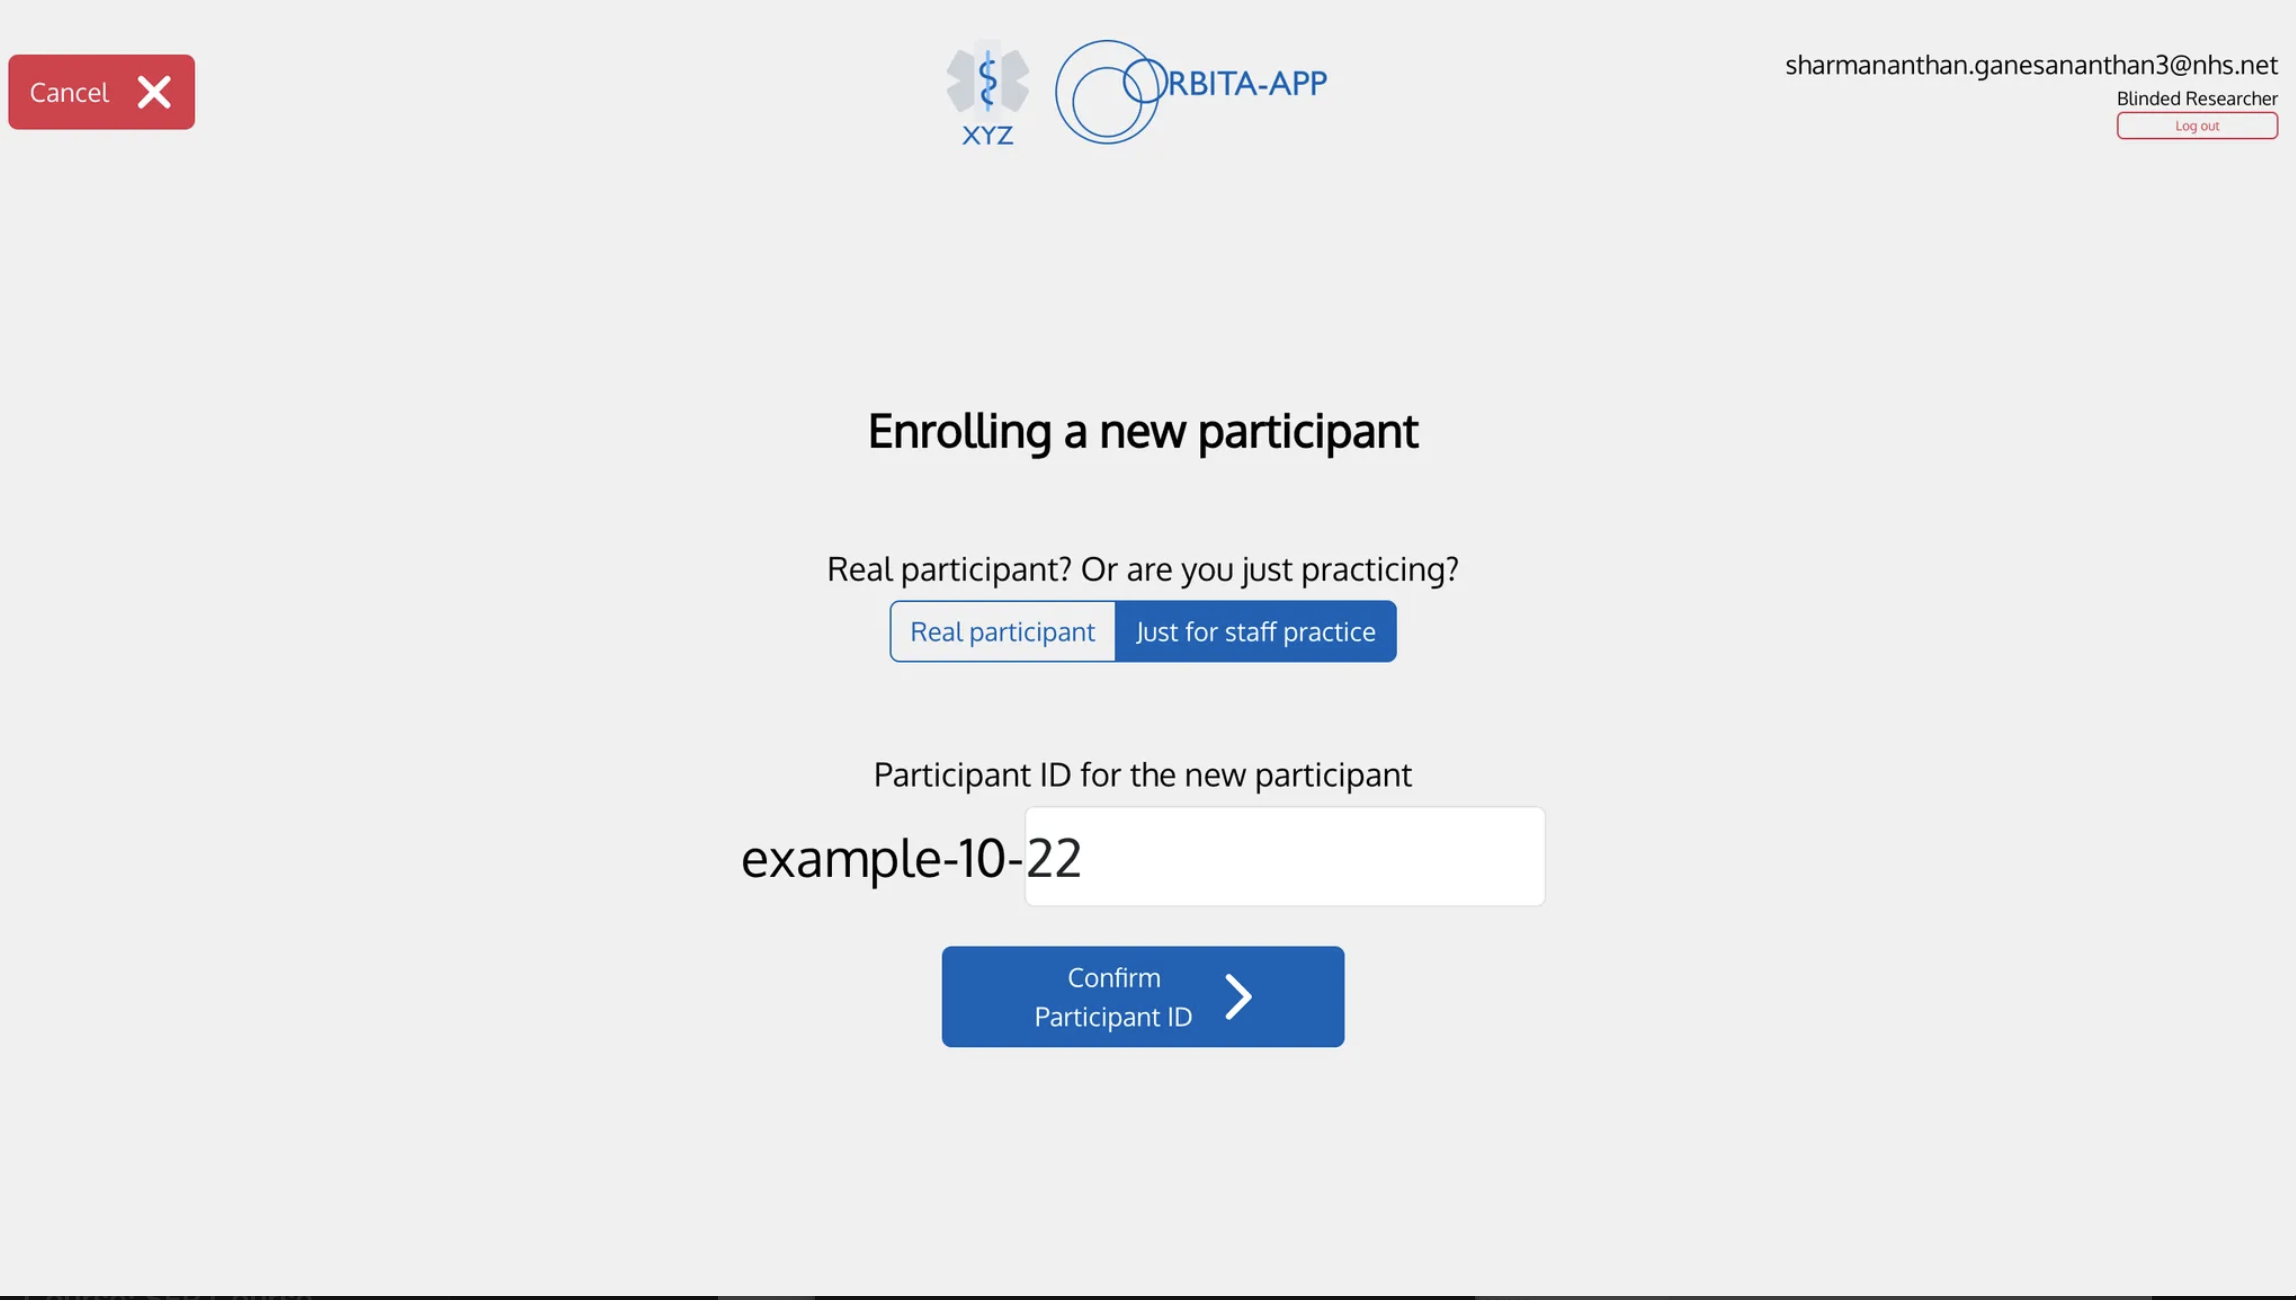 Cancel
XYZ
RBITA-APP
sharmananthan.ganesananthan3@nhs.net
Blinded Researcher
Log out
Enrolling a new participant
Real participant? Or are you just practicing?
Real participant
Just for staff practice
Participant ID for the new participant
example-10-22
Confirm
Participant ID